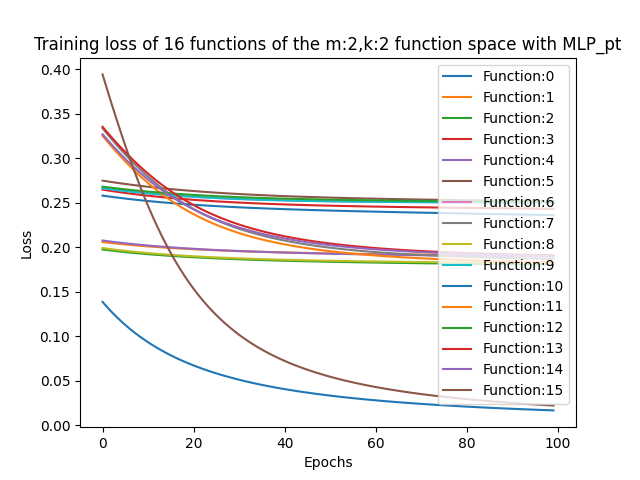 Training loss of 16 functions of the m:2,k:2 function space with MLP_pt
0.40
0.35
0.30
0.25
0.20
0.15
0.10
0.05
0.00
Loss
0 20 40 60 80 100
Epochs
Function:0
Function:1
Function:2
Function:3
Function:4
Function:5
Function:6
Function:7
Function:8
Function:9
Function:10
Function:11
Function:12
Function:13
Function:14
Function:15